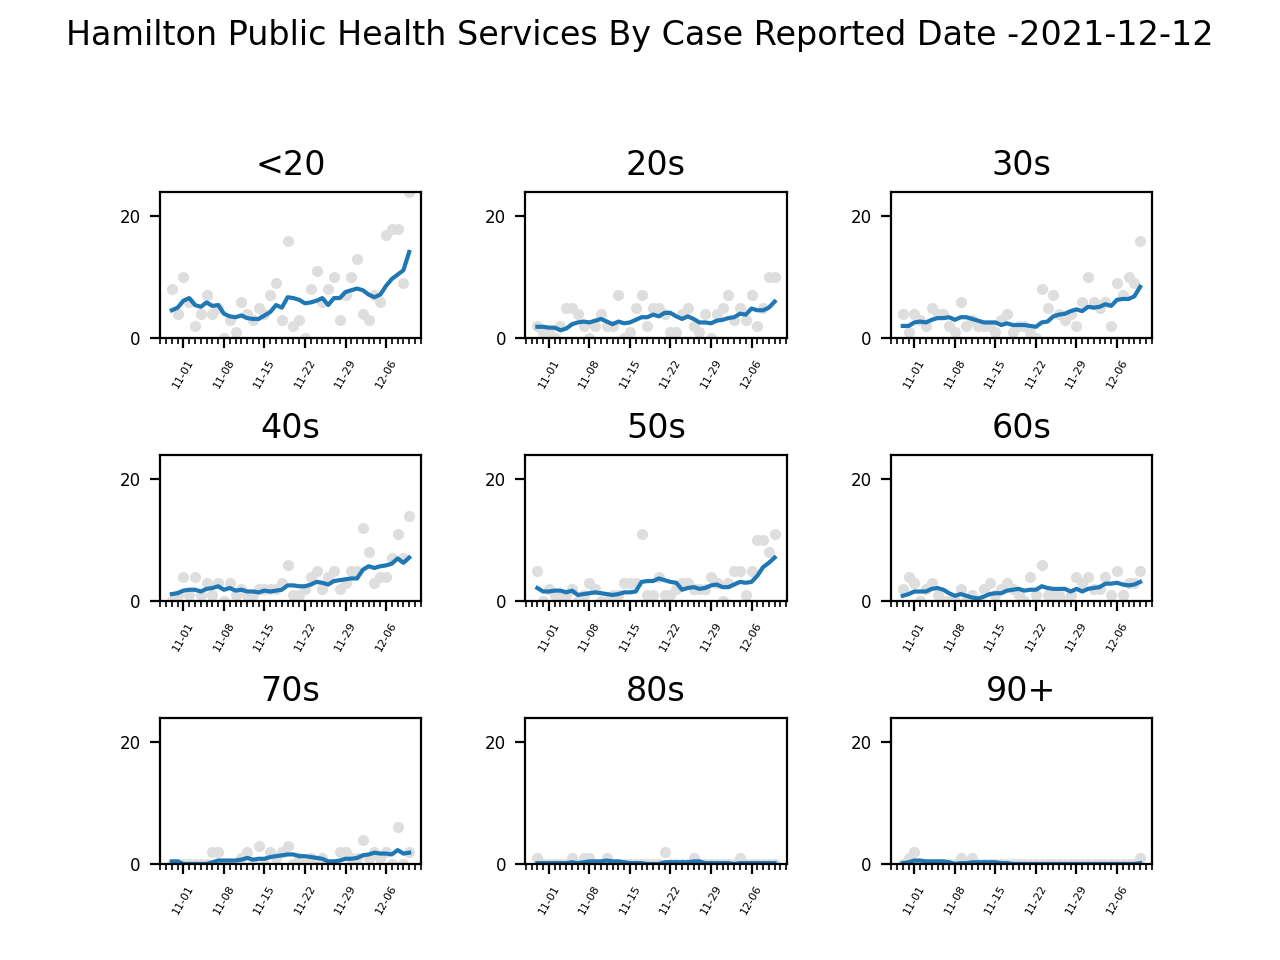 Hamilton Public Health Services By Case Reported Date -2021-12-12
<20 20s 30s
20 20 20
0 0 0
11-01 11-08 11-15 11-22 11-29 12-06 11-01 11-08 11-15 11-22 11-29 12-06 11-01 11-08 11-15 11-22 11-29 12-06
40s 50s 60s
20 20 20
0 0 0
11-01 11-08 11-15 11-22 11-29 12-06 11-01 11-08 11-15 11-22 11-29 12-06 11-01 11-08 11-15 11-22 11-29 12-06
70s 80s 90+
20 20 20
0 0 0
11-01 11-08 11-15 11-22 11-29 12-06 11-01 11-08 11-15 11-22 11-29 12-06 11-01 11-08 11-15 11-22 11-29 12-06